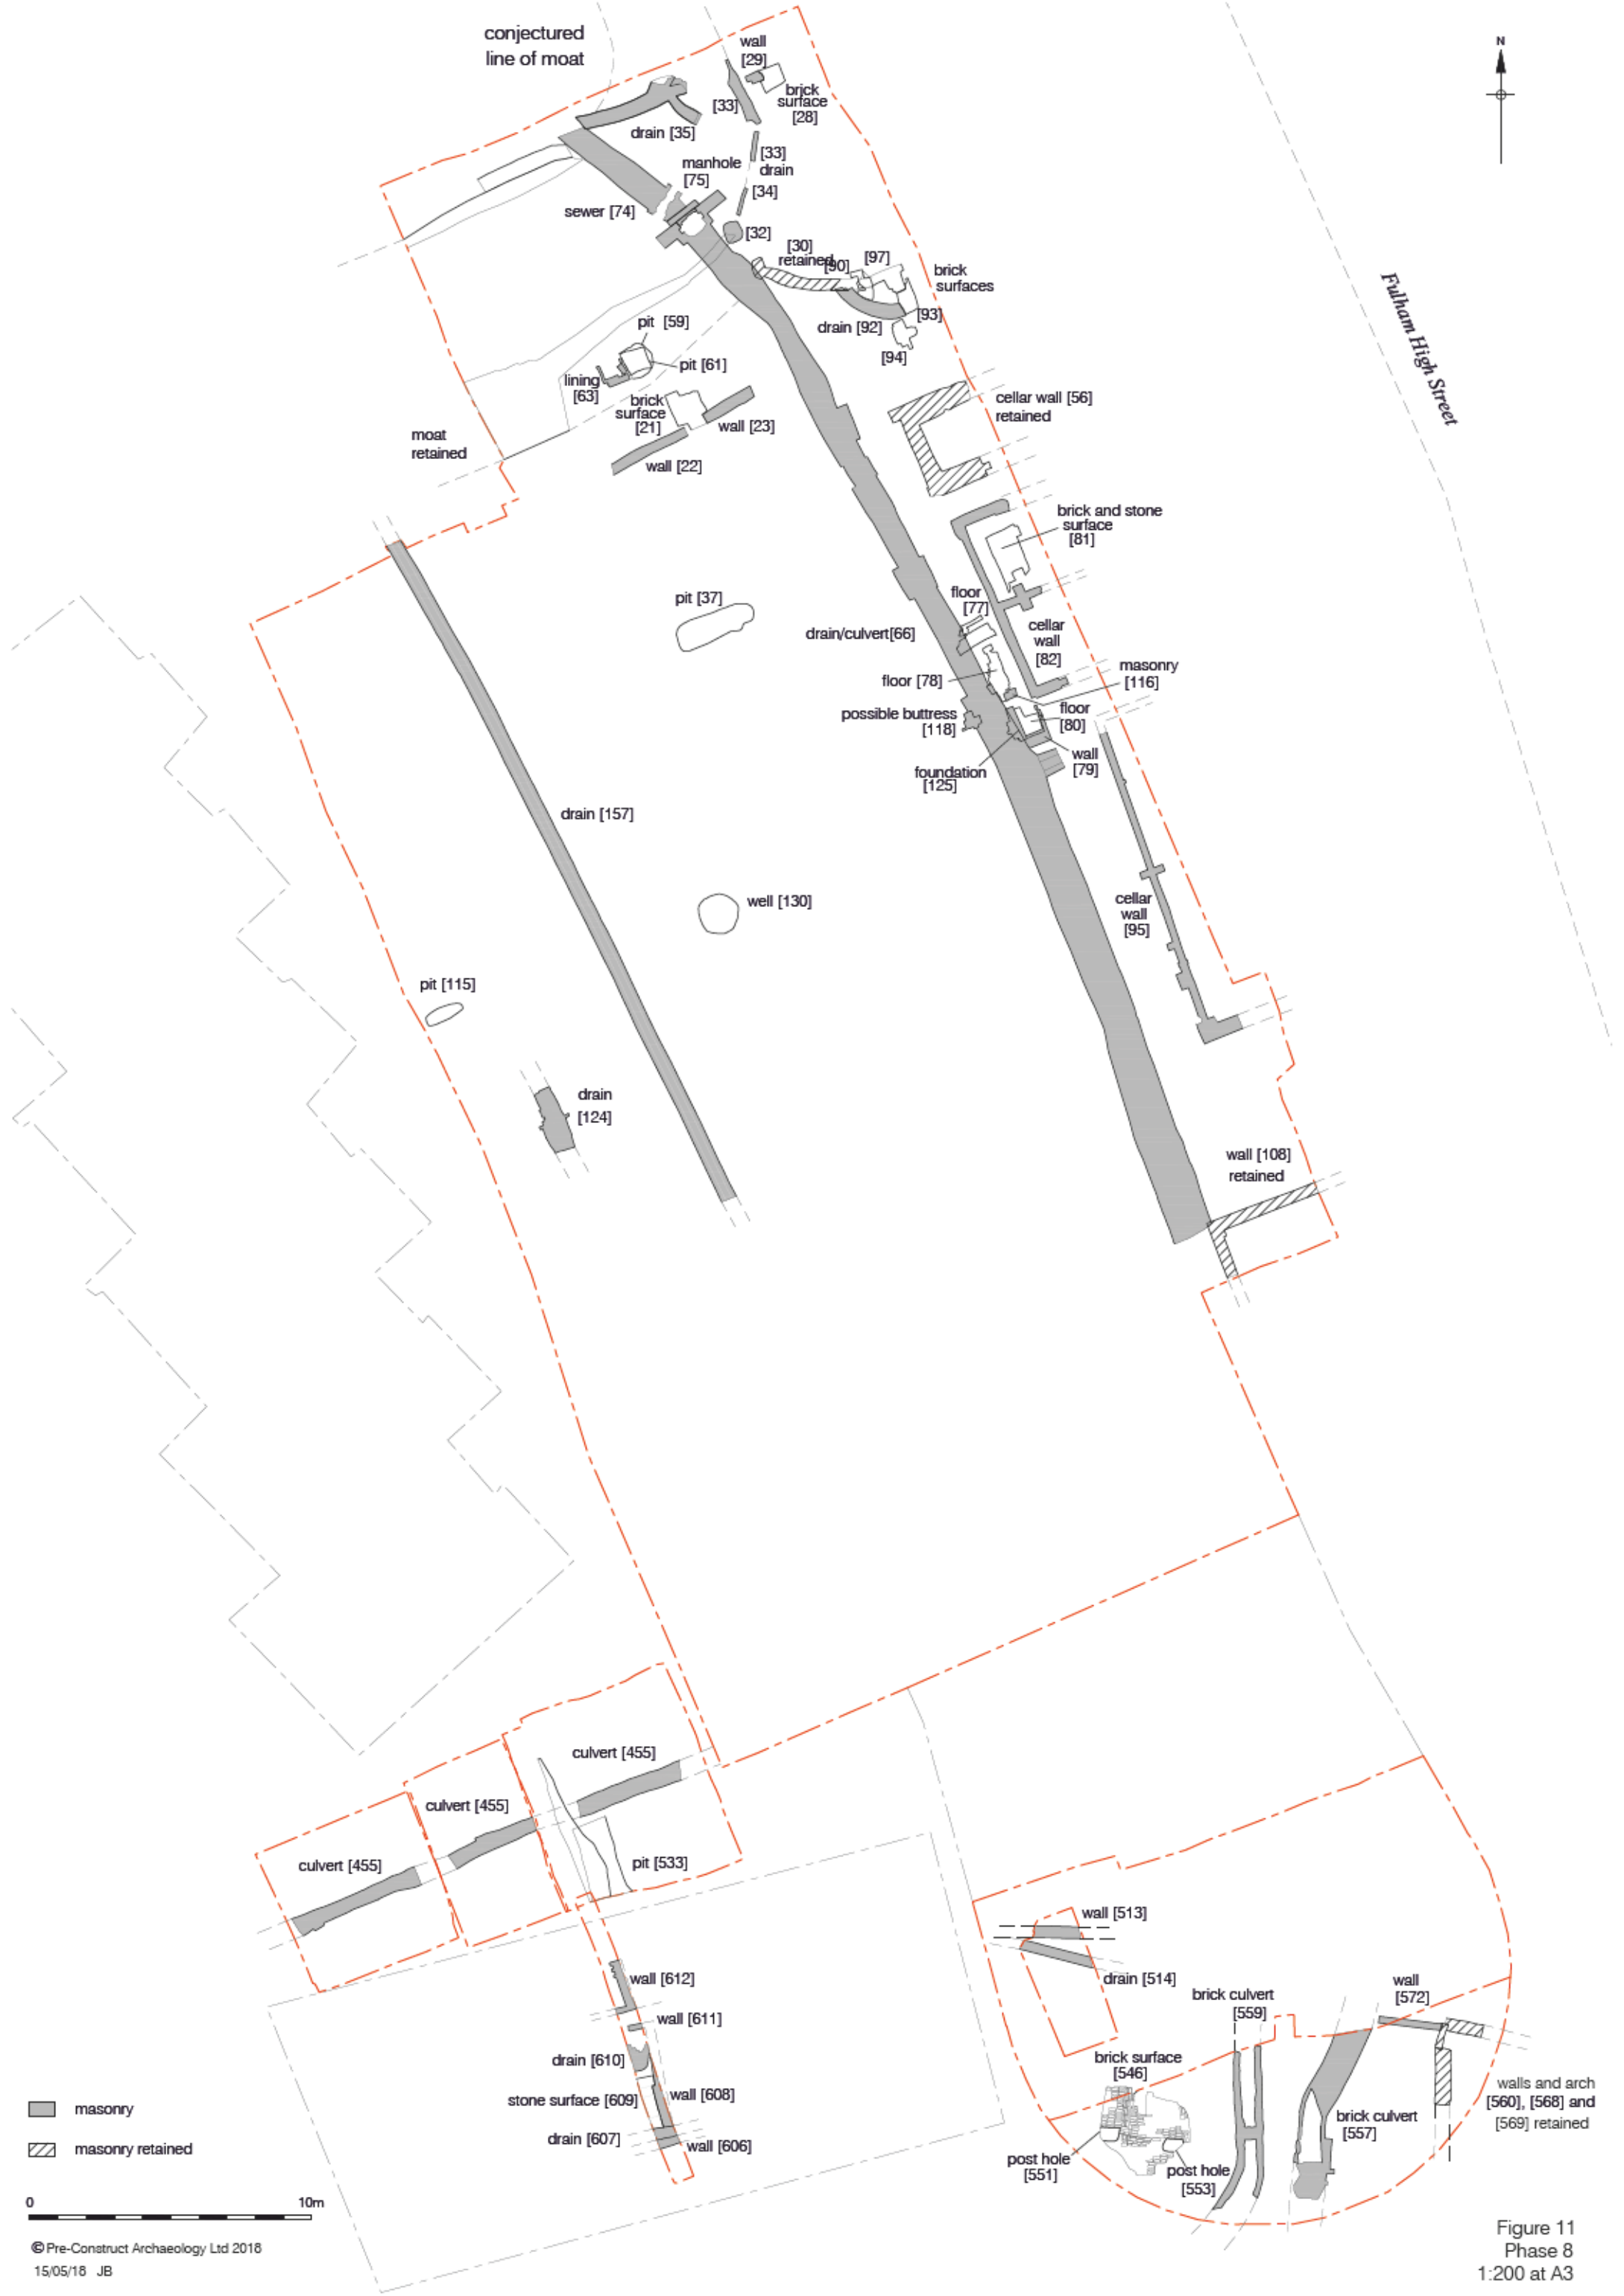 conjectured
line of moat
wall
[29]
brick
surface
[28]
[33]
drain [35]
[33]
drain
manhole
[75]
[34]
sewer [74]
[32]
[30]
retained
[90]
[97]
brick
surfaces
[93]
drain [92]
[94]
pit [59]
pit [61]
lining
[63]
brick
surface
[21]
wall [23]
wall [22]
moat
retained
cellar wall [56]
retained
Fulham High Street
N
brick and stone
surface
[81]
floor
[77]
pit [37]
drain/culvert[66]
cellar
wall
[82]
floor [78]
masonry
[116]
possible buttress
[118]
floor
[80]
wall
[79]
foundation
[125]
drain [157]
well [130]
cellar
wall
[95]
pit [115]
drain
[124]
wall [108]
retained
culvert [455]
culvert [455]
culvert [455]
pit [533]
wall [612]
wall [611]
drain [610]
stone surface [609]
wall [608]
drain [607]
wall [606]
wall [513]
drain [514]
brick culvert
[559]
wall
[572]
brick surface
[546]
post hole
[551]
post hole
[553]
brick culvert
[557]
walls and arch
[560], [568] and
[569] retained
masonry
masonry retained
0 10m
© Pre-Construct Archaeology Ltd 2018
15/05/18 JB
Figure 11
Phase 8
1:200 at A3